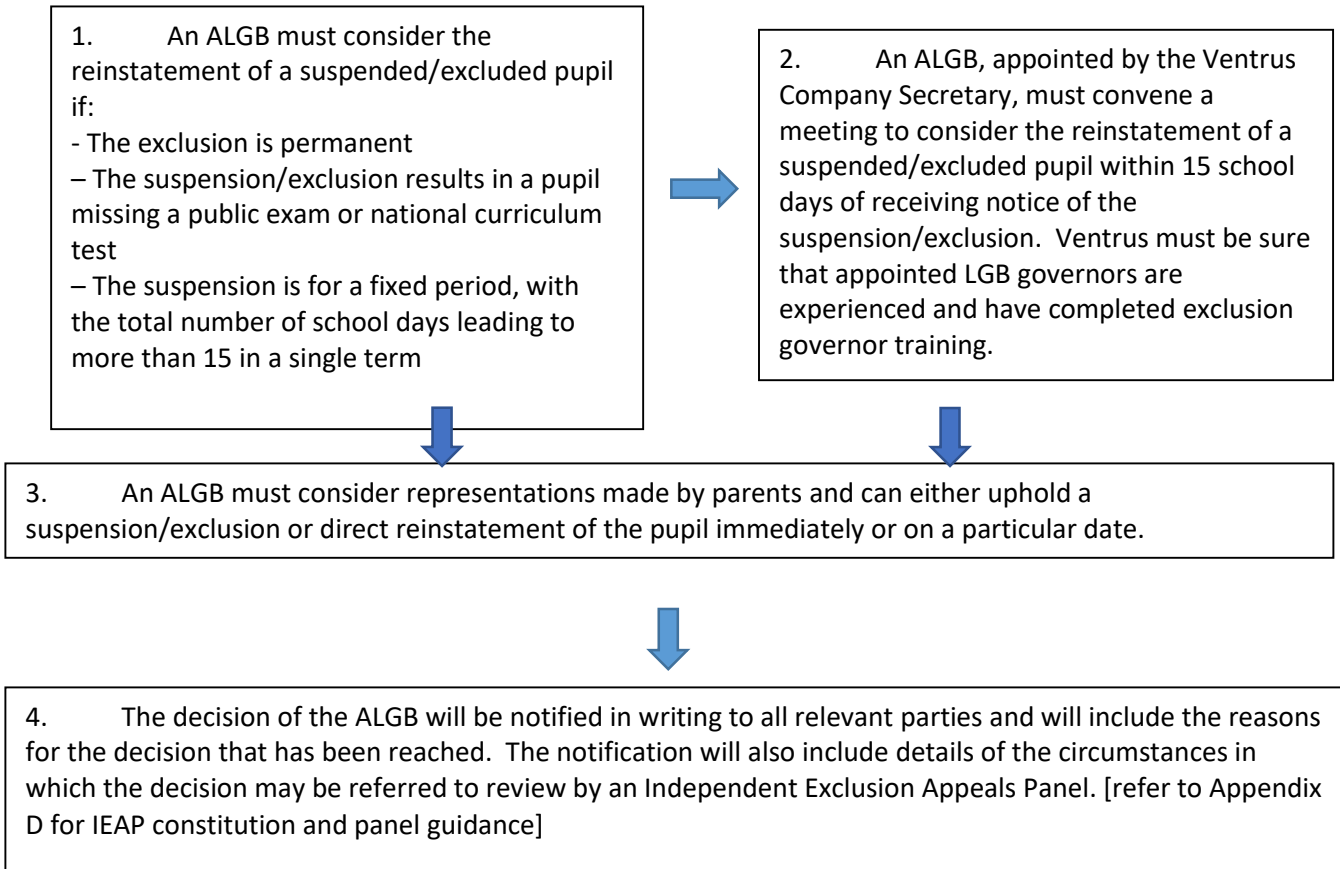 1. An ALGB must consider the
reinstatement of a suspended/excluded pupil
if:
- The exclusion is permanent
– The suspension/exclusion results in a pupil
missing a public exam or national curriculum
test
– The suspension is for a fixed period, with
the total number of school days leading to
more than 15 in a single term
2. An ALGB, appointed by the Ventrus
Company Secretary, must convene a
meeting to consider the reinstatement of a
suspended/excluded pupil within 15 school
days of receiving notice of the
suspension/exclusion. Ventrus must be sure
that appointed LGB governors are
experienced and have completed exclusion
governor training.
3. An ALGB must consider representations made by parents and can either uphold a
suspension/exclusion or direct reinstatement of the pupil immediately or on a particular date.
4. The decision of the ALGB will be notified in writing to all relevant parties and will include the reasons
for the decision that has been reached. The notification will also include details of the circumstances in
which the decision may be referred to review by an Independent Exclusion Appeals Panel. [refer to Appendix
D for IEAP constitution and panel guidance]